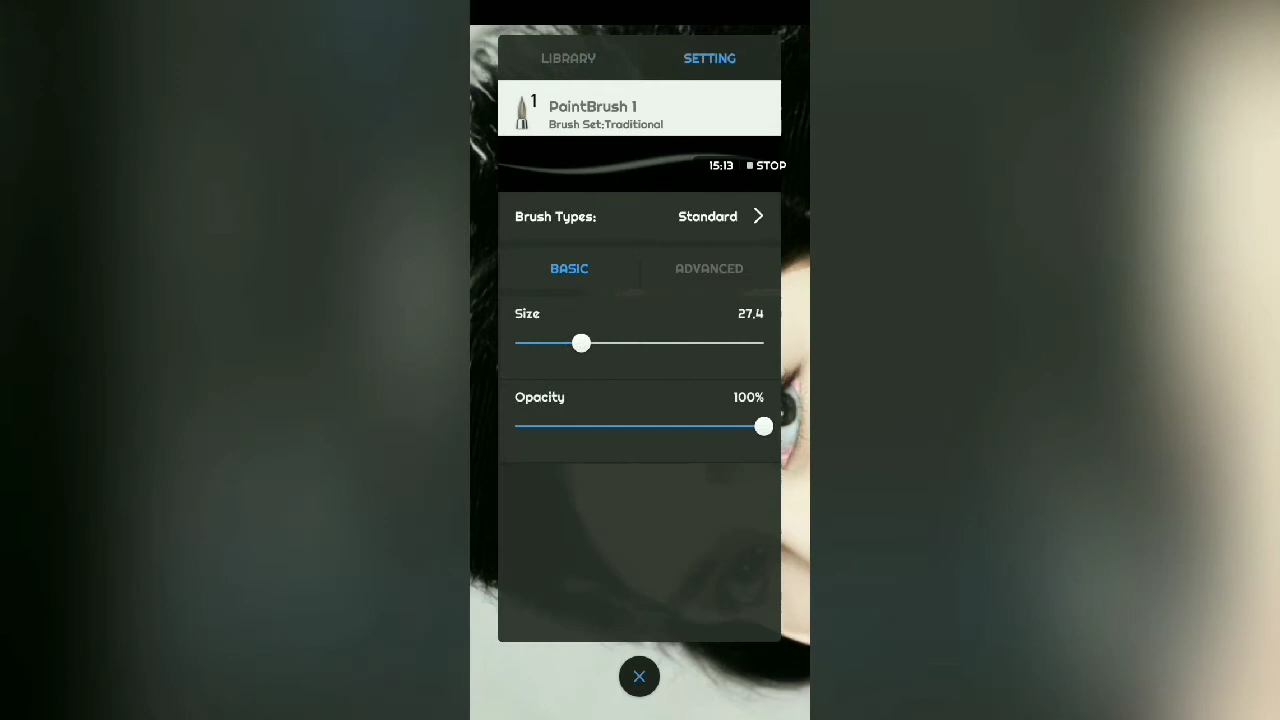 LIBRARY SETTING
1
PaintBrush 1
Brush Set:Traditional
15:13 STOP
Brush Types: Standard
BASIC ADVANCED
Size 27.4
Opacity 100%